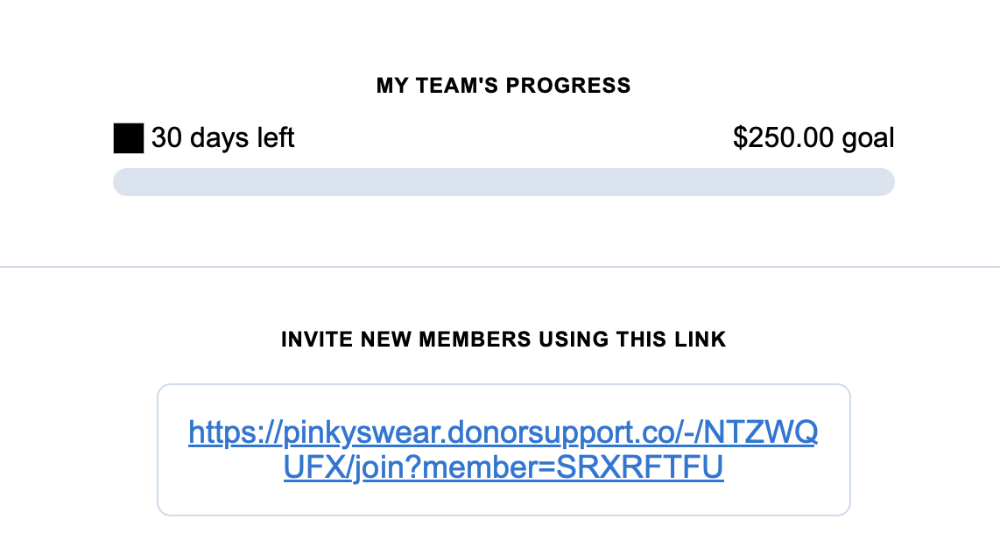 MY TEAM'S PROGRESS
30 days left $250.00 goal
INVITE NEW MEMBERS USING THIS LINK
https://pinkyswear.donorsupport.co/-/NTZWQ
UFX/join?member=SRXRFTFU